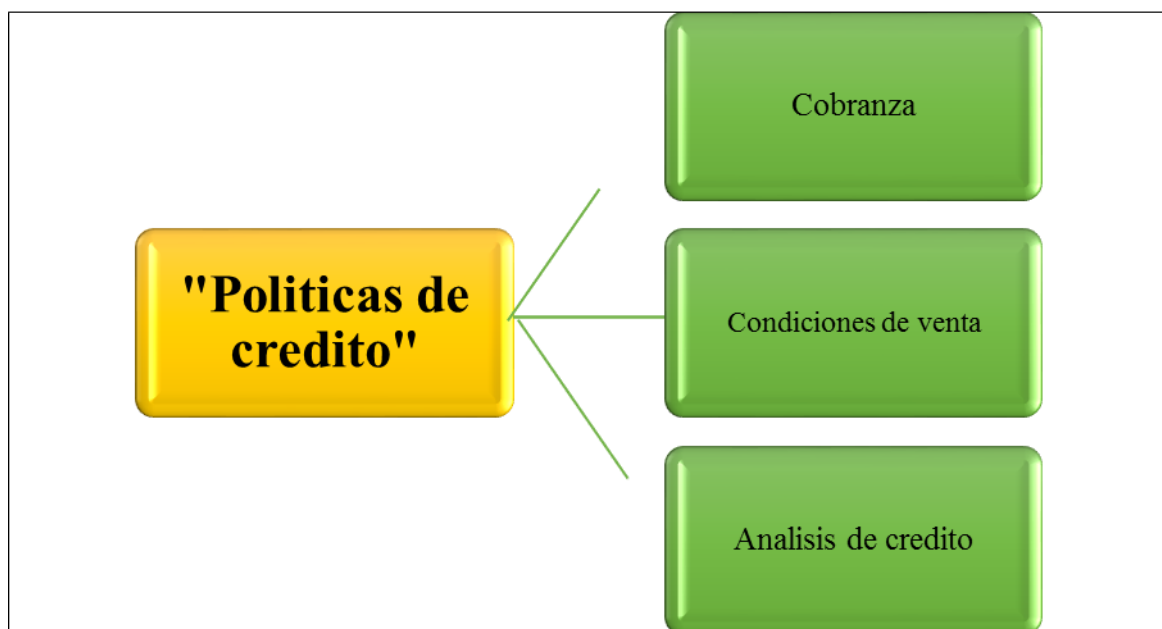 Cobranza
"Politicas de
credito"
Condiciones de venta
Analisis de credito